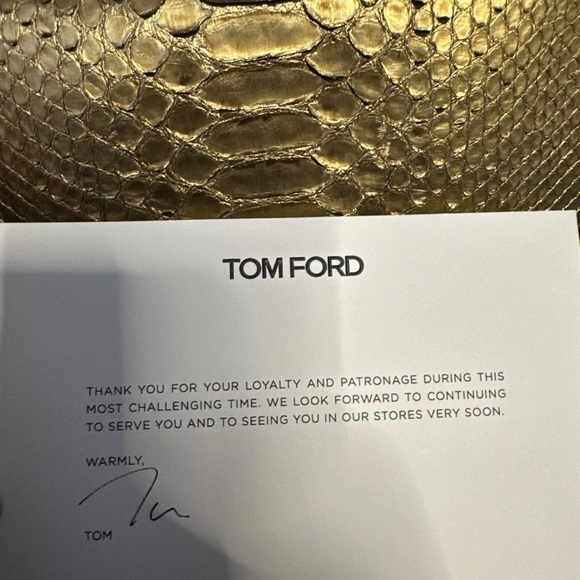 TOM FORD
THANK YOU FOR YOUR LOYALTY AND PATRONAGE DURING THIS
MOST CHALLENGING TIME. WE LOOK FORWARD TO CONTINUING
TO SERVE YOU AND TO SEEING YOU IN OUR STORES VERY SOON.
WARMLY,
Tom
TOM